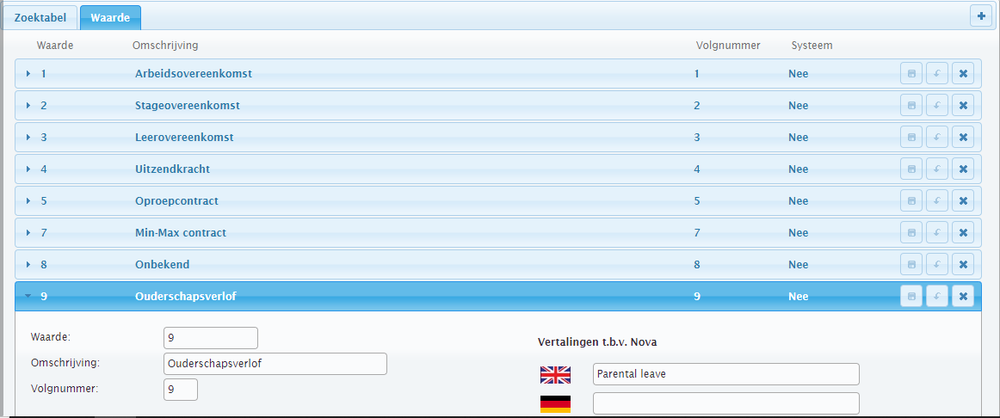 Zoektabel Waarde
Waarde Omschrijving Volgnummer Systeem
1 Arbeidsovereenkomst 1 Nee
2 Stageovereenkomst 2 Nee
3 Leerovereenkomst 3 Nee
4 Uitzendkracht 4 Nee
5 Oproepcontract 5 Nee
7 Min-Max contract 7 Nee
8 Onbekend 8 Nee
9 Ouderschapsverlof 9 Nee
Waarde: 9
Vertalingen t.b.v. Nova
Omschrijving: Ouderschapsverlof
Parental leave
Volgnummer: 9